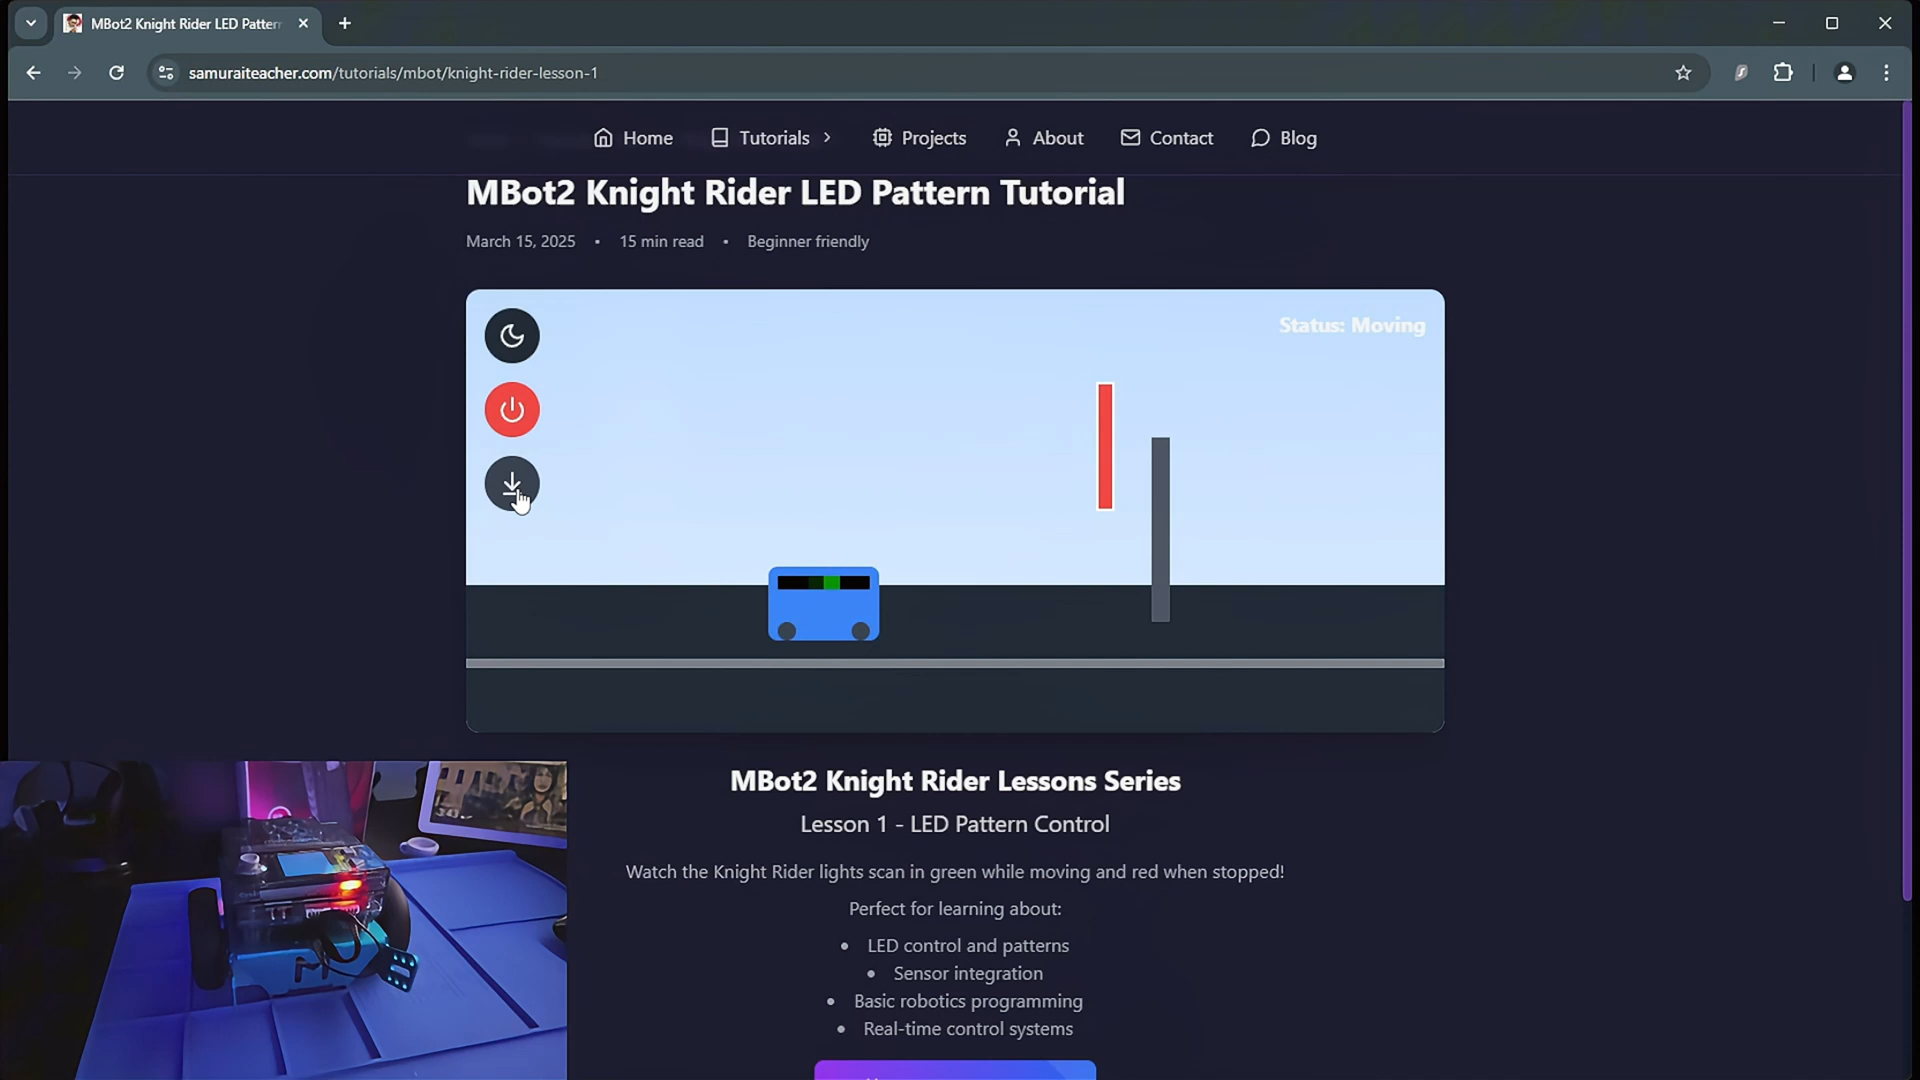 MBot2 Knight Rider LED Patter
samuraiteacher.com/tutorials/mbot/knight-rider-lesson-1
Home
Tutorials
Projects
About
Contact
Blog
MBot2 Knight Rider LED Pattern Tutorial
March 15, 2025 • 15 min read • Beginner friendly
Status: Moving
MBot2 Knight Rider Lessons Series
Lesson 1 - LED Pattern Control
Watch the Knight Rider lights scan in green while moving and red when stopped!
Perfect for learning about:
• LED control and patterns
• Sensor integration
• Basic robotics programming
• Real-time control systems